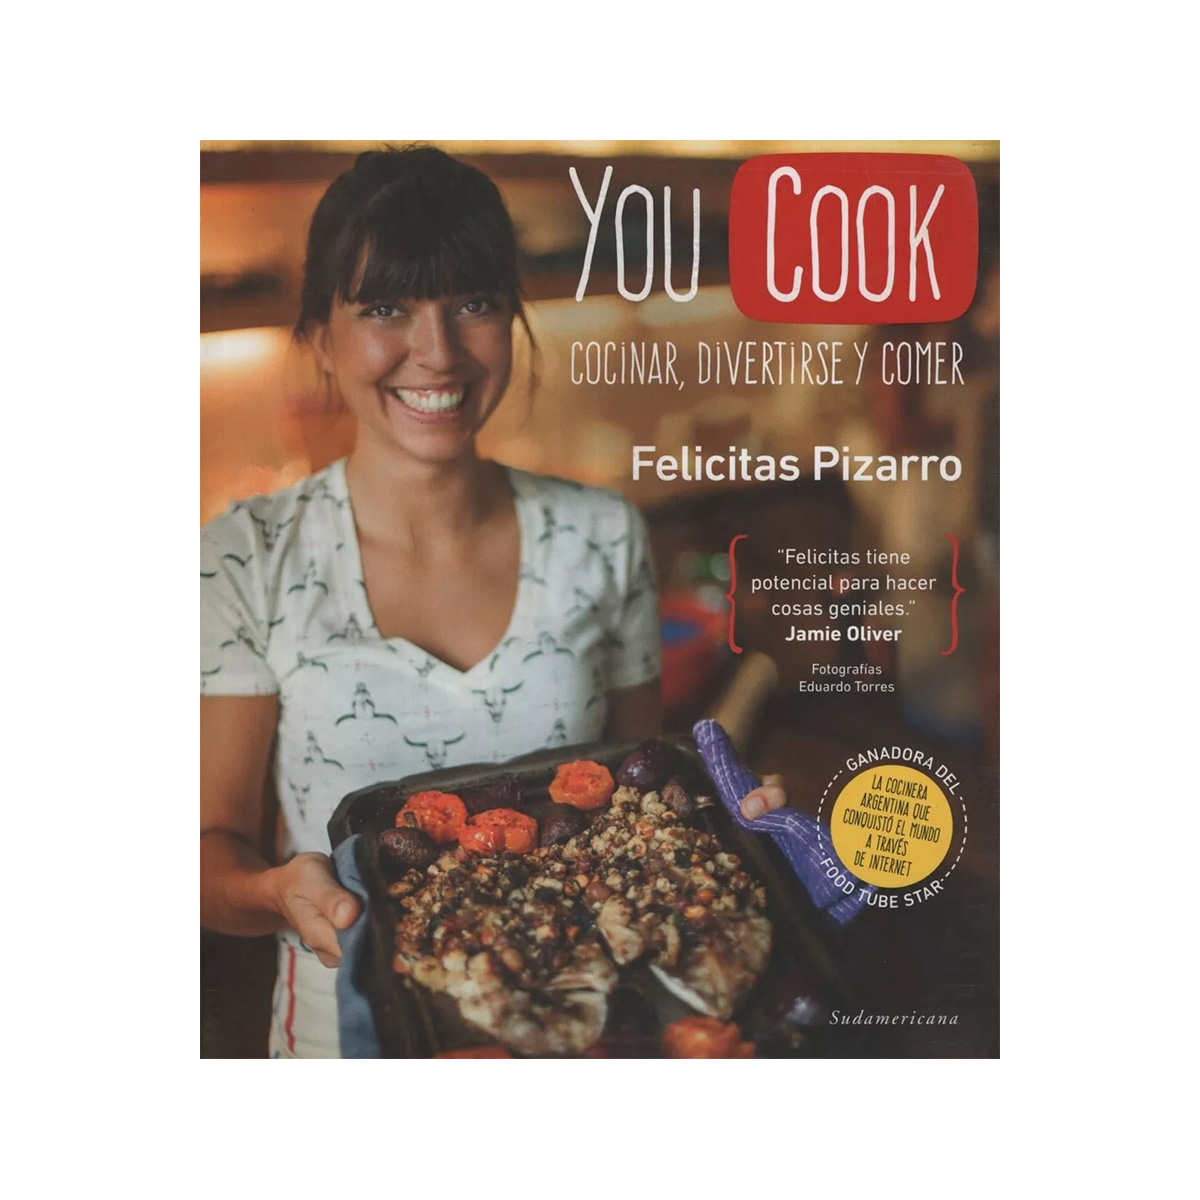 YOU COOK
COCINAR, DIVERTIRSE Y COMER
Felicitas Pizarro
“Felicitas tiene
potencial para hacer
cosas geniales.”
Jamie Oliver
Fotografías
Eduardo Torres
GANADORA DEL
LA COCINERA
ARGENTINA QUE
CONQUISTÓ EL MUNDO
A TRAVÉS
DE INTERNET
FOOD TUBE STAR
Sudamericana